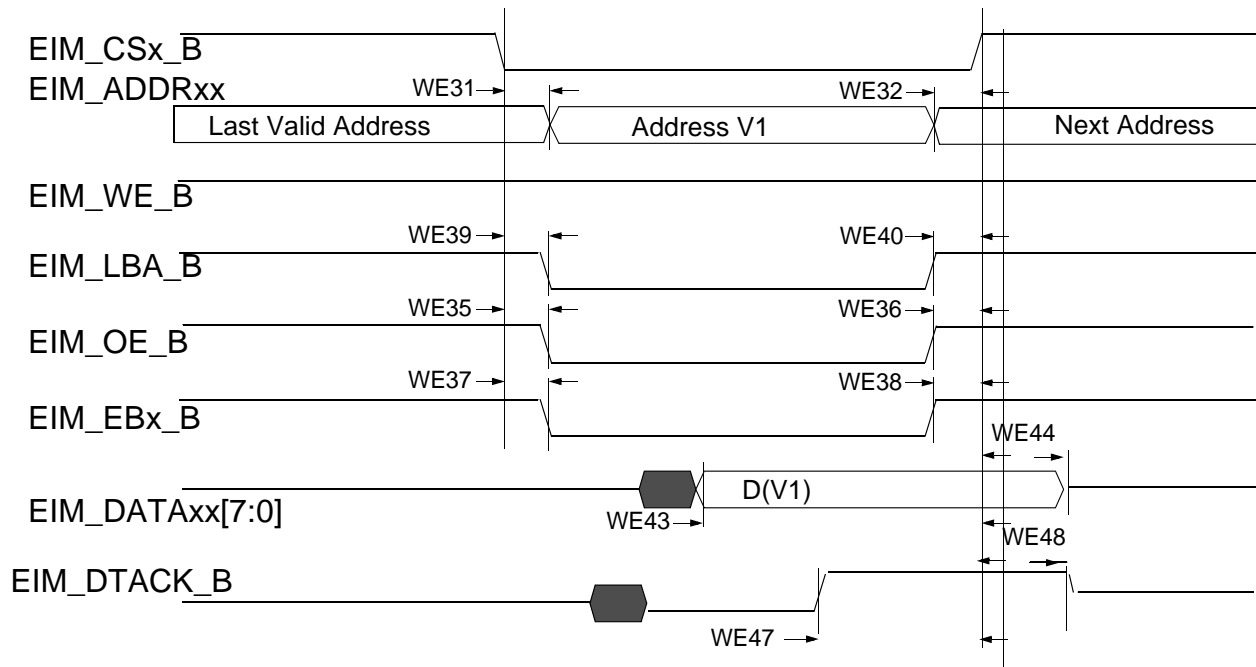 EIM_CSx_B
EIM_ADDRxx
WE31
WE32
Last Valid Address
Address V1
Next Address
EIM_WE_B
WE39
WE40
EIM_LBA_B
WE35
WE36
EIM_OE_B
WE37
WE38
EIM_EBx_B
WE44
D(V1)
EIM_DATAxx[7:0]
WE43
WE48
EIM_DTACK_B
WE47